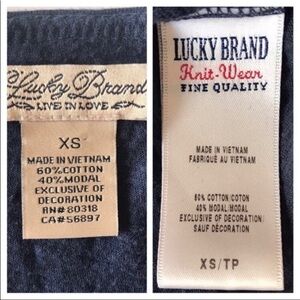 Lucky Brand
LIVE IN LOVE
XS
MADE IN VIETNAM
60% COTTON
40% MODAL
EXCLUSIVE OF
DECORATION
RN# 80318
CA# 56897
LUCKY BRAND
Knit-Wear
FINE QUALITY
MADE IN VIETNAM
FABRIQUÉ AU VIETNAM
60% COTTON/COTON
40% MODAL/MODAL
EXCLUSIVE OF DECORATION/
SAUF DÉCORATION
XS/TP